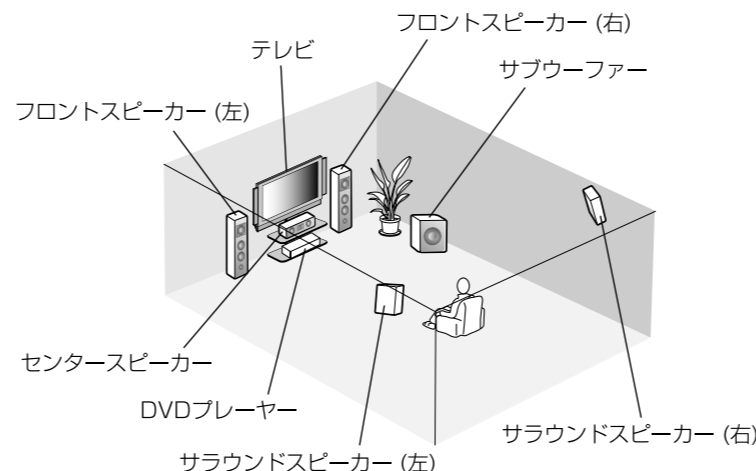 フロントスピーカー (右)
テレビ
サブウーファー
フロントスピーカー (左)
センタースピーカー
DVDプレーヤー
サラウンドスピーカー (右)
サラウンドスピーカー (左)